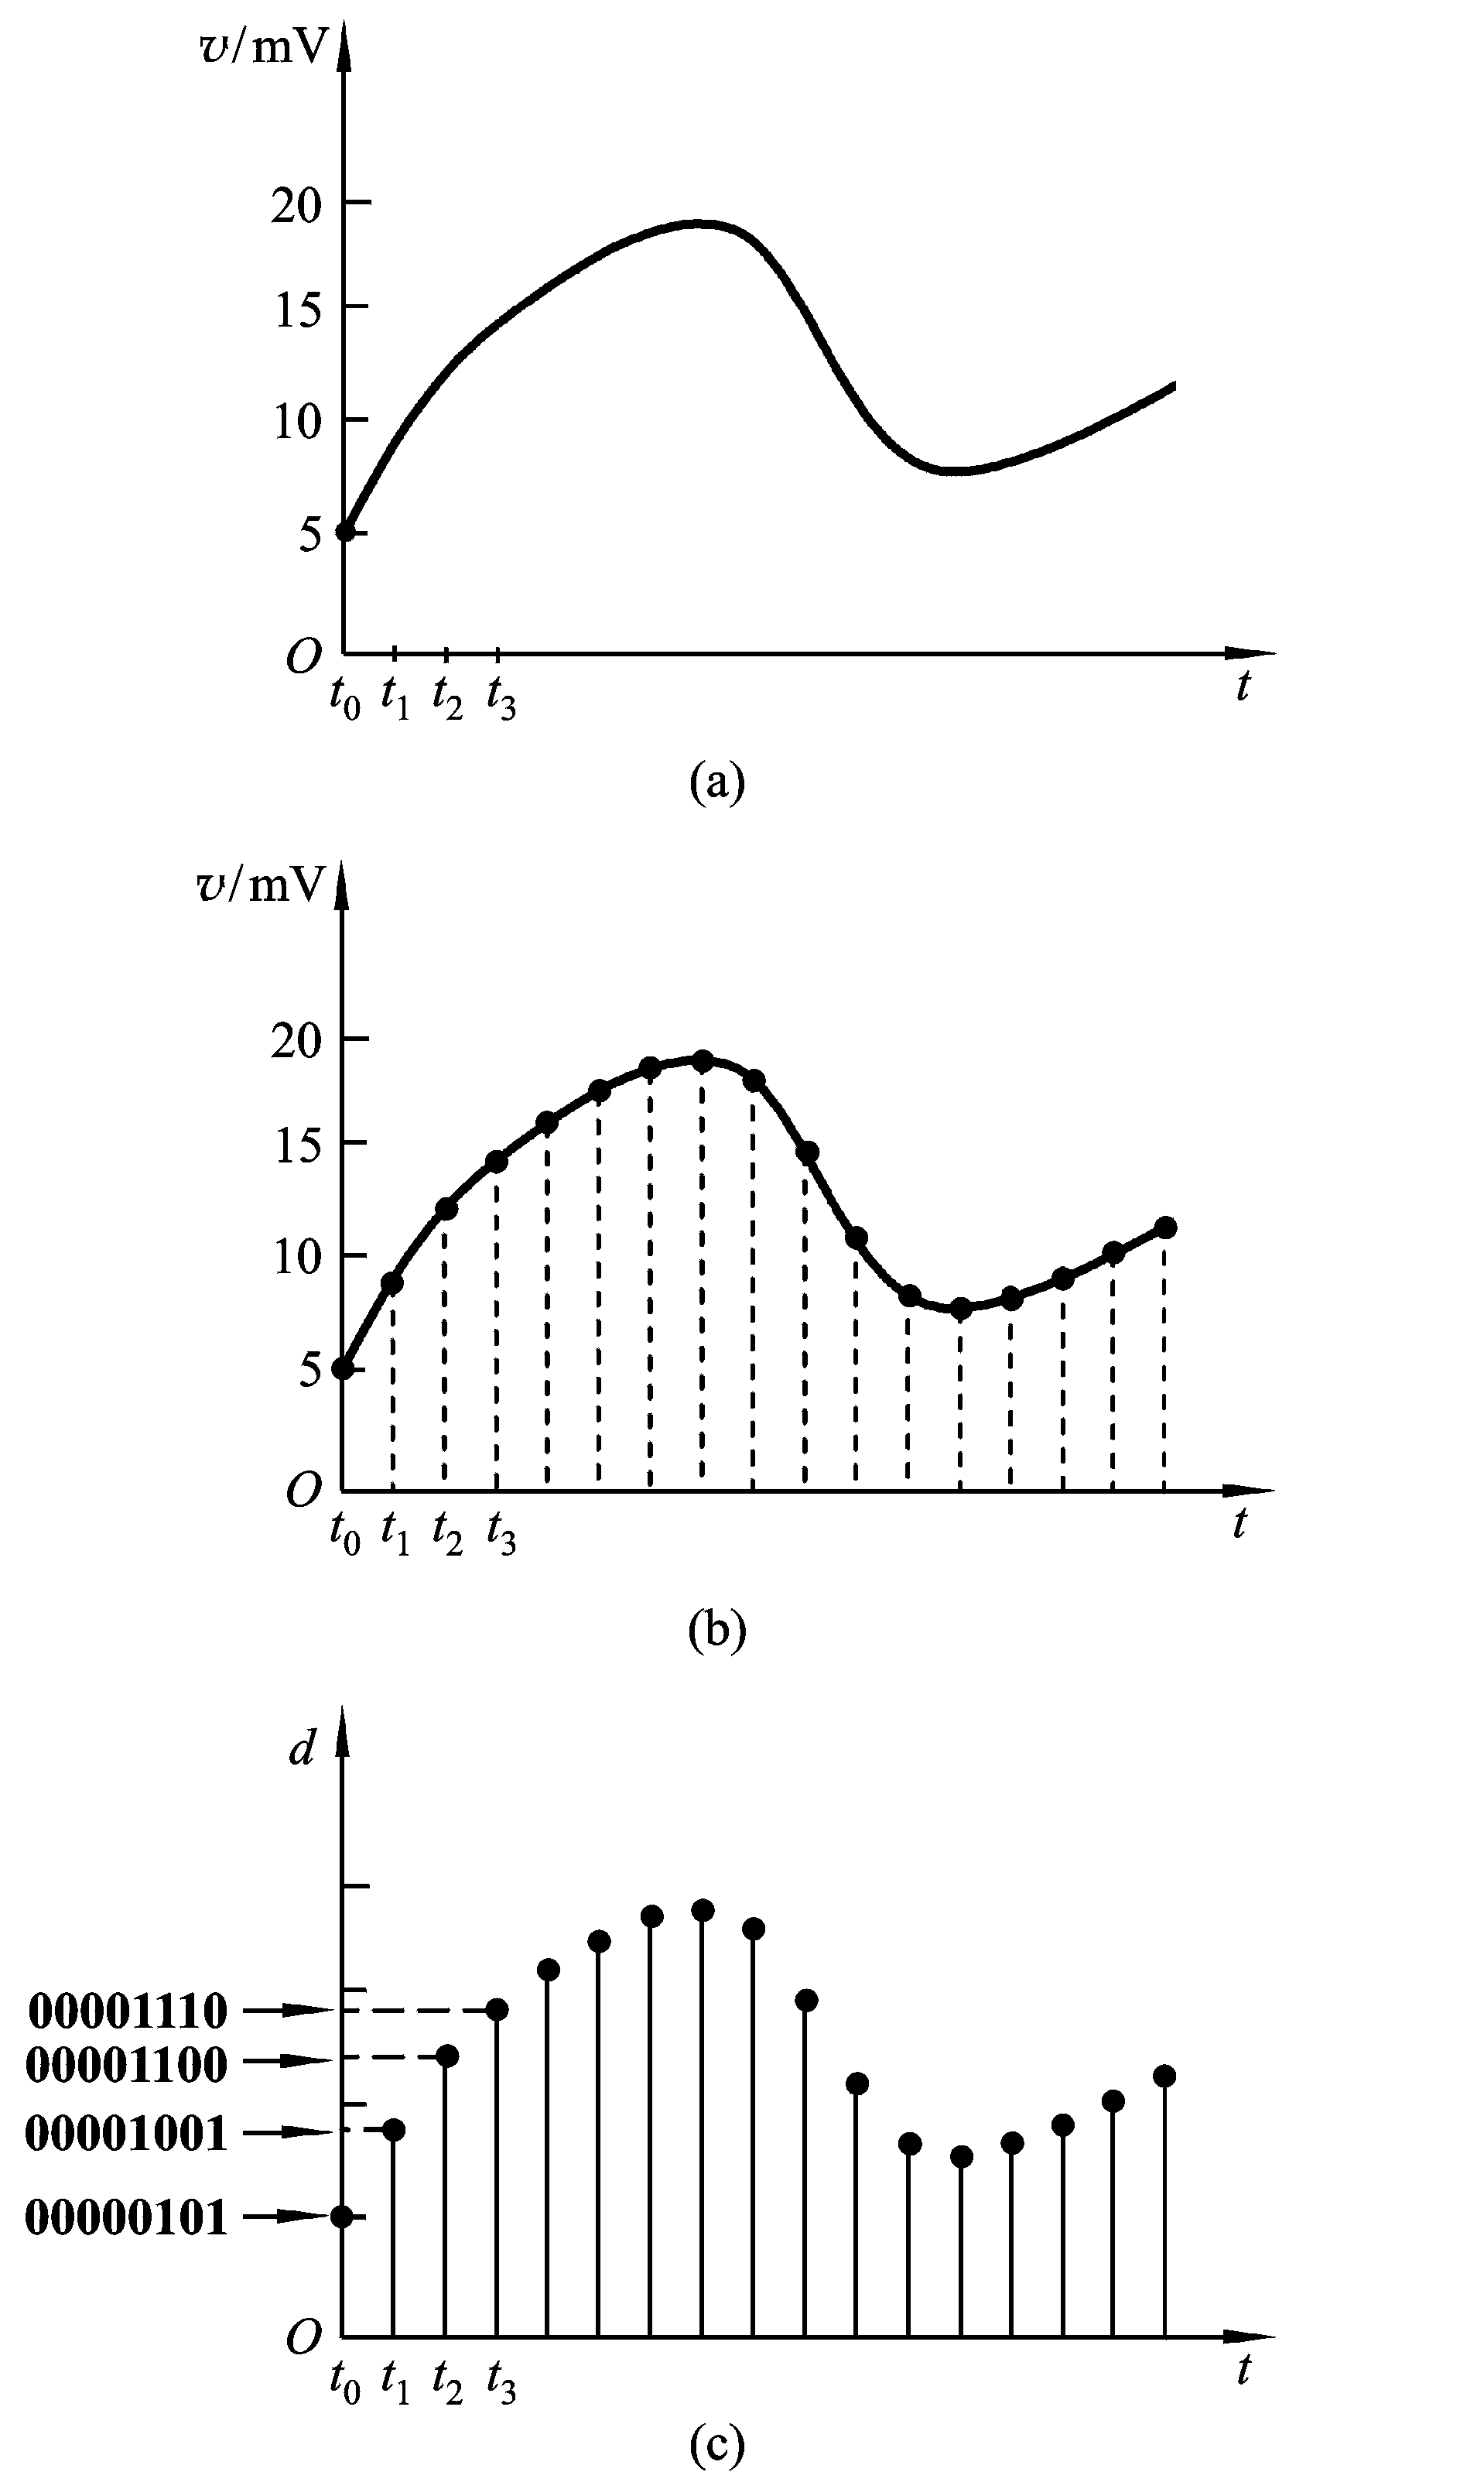 v/mV
20
15
10
5
O
t0 t1 t2 t3 t
(a)
v/mV
20
15
10
5
O
t0 t1 t2 t3 t
(b)
d
00001110
00001100
00001001
00000101
O
t0 t1 t2 t3 t
(c)